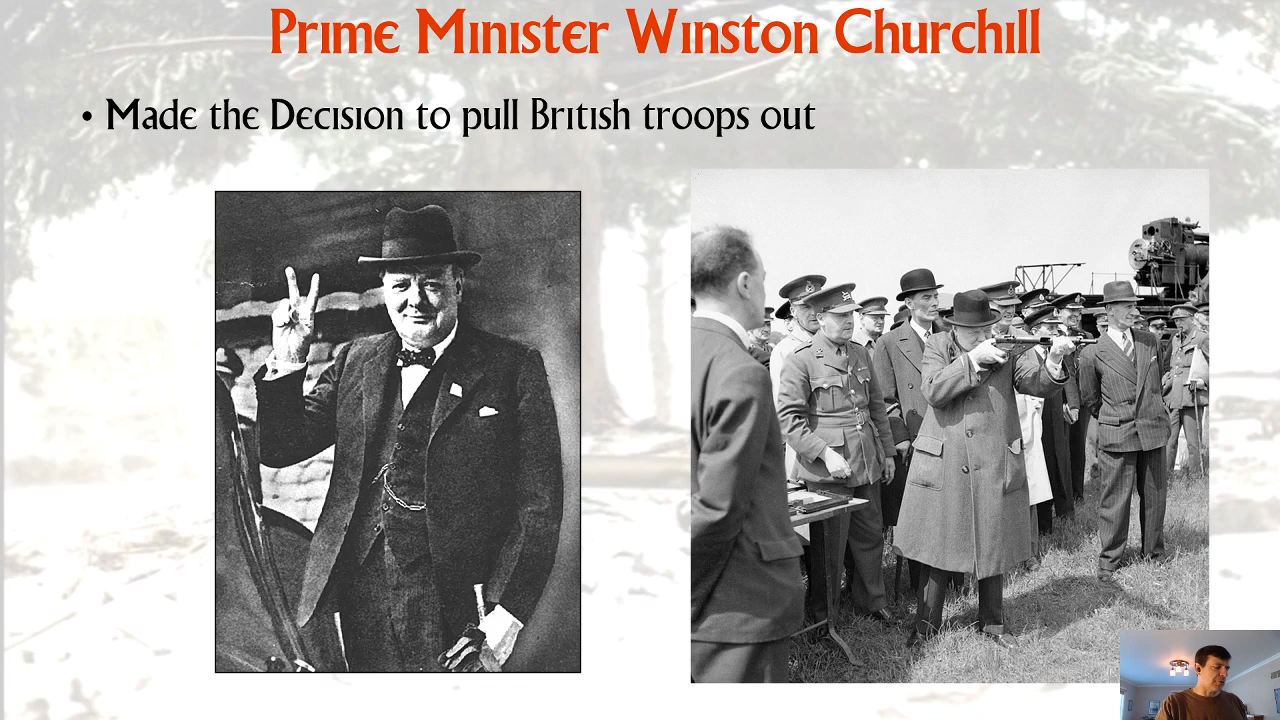 Prime Minister Winston Churchill
• Made the Decision to pull British troops out